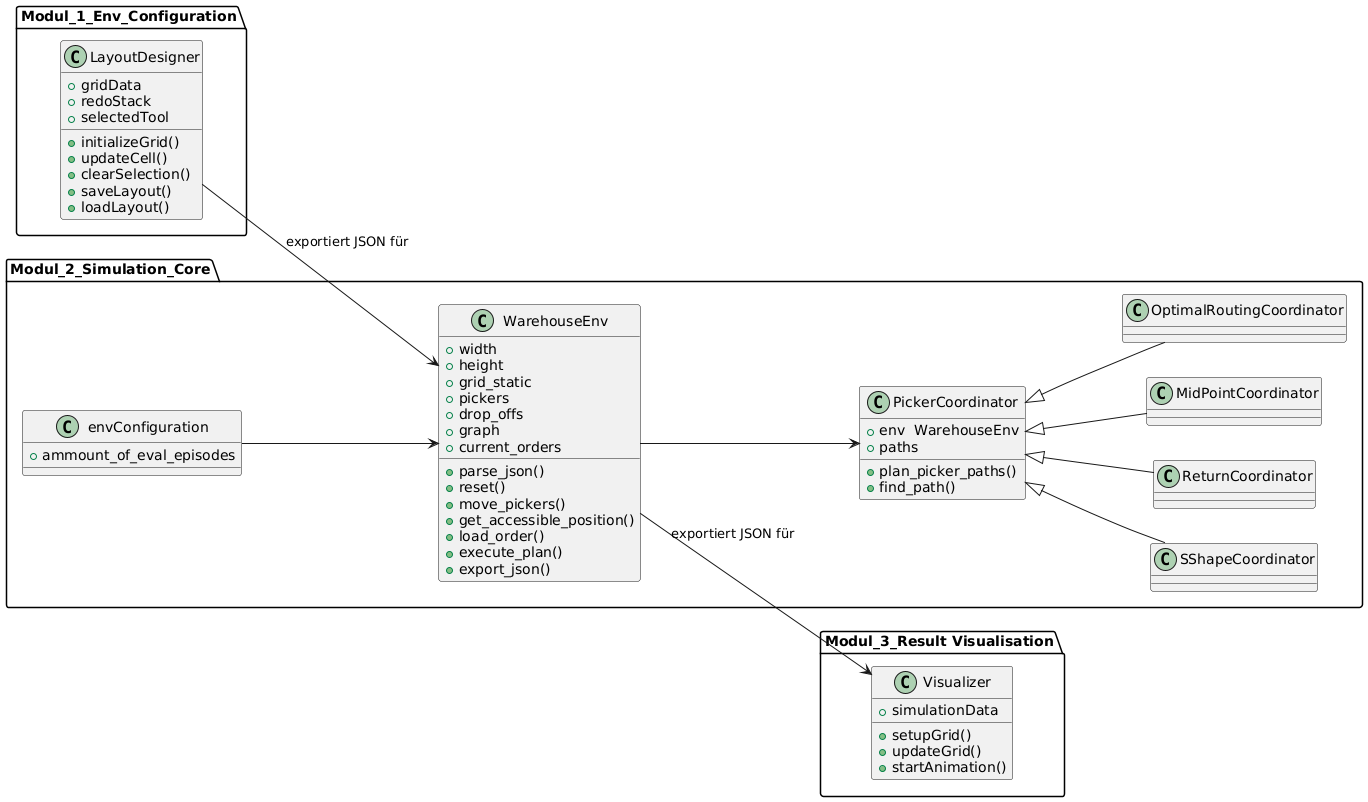 Modul_1_Env_Configuration
C LayoutDesigner
gridData
redoStack
selectedTool
initializeGrid()
updateCell()
clearSelection()
saveLayout()
loadLayout()
exportiert JSON für
Modul_2_Simulation_Core
C envConfiguration
ammount_of_eval_episodes
C WarehouseEnv
width
height
grid_static
pickers
drop_offs
graph
current_orders
parse_json()
reset()
move_pickers()
get_accessible_position()
load_order()
execute_plan()
export_json()
C PickerCoordinator
env WarehouseEnv
paths
plan_picker_paths()
find_path()
C OptimalRoutingCoordinator
C MidPointCoordinator
C ReturnCoordinator
C SShapeCoordinator
exportiert JSON für
Modul_3_Result Visualisation
C Visualizer
simulationData
setupGrid()
updateGrid()
startAnimation()